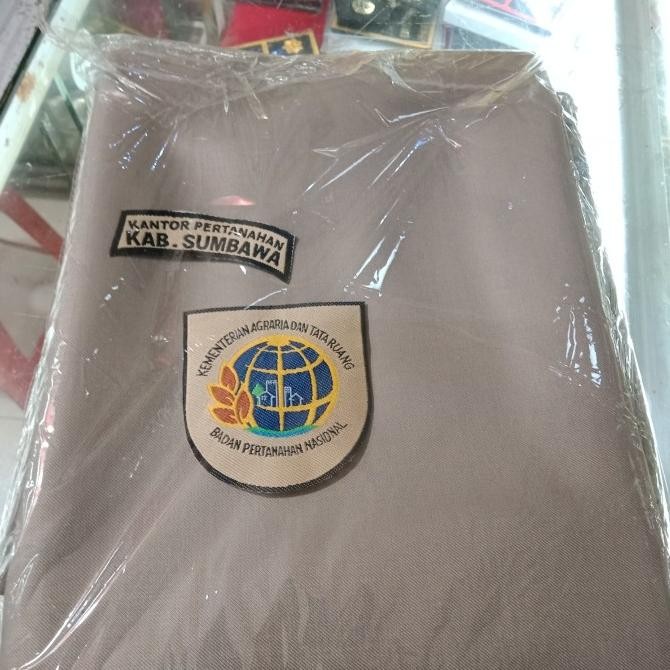 KANTOR PERTANAHAN
KAB. SUMBAWA
KEMENTERIAN AGRARIA DAN TATA RUANG
BADAN PERTANAHAN NASIONAL